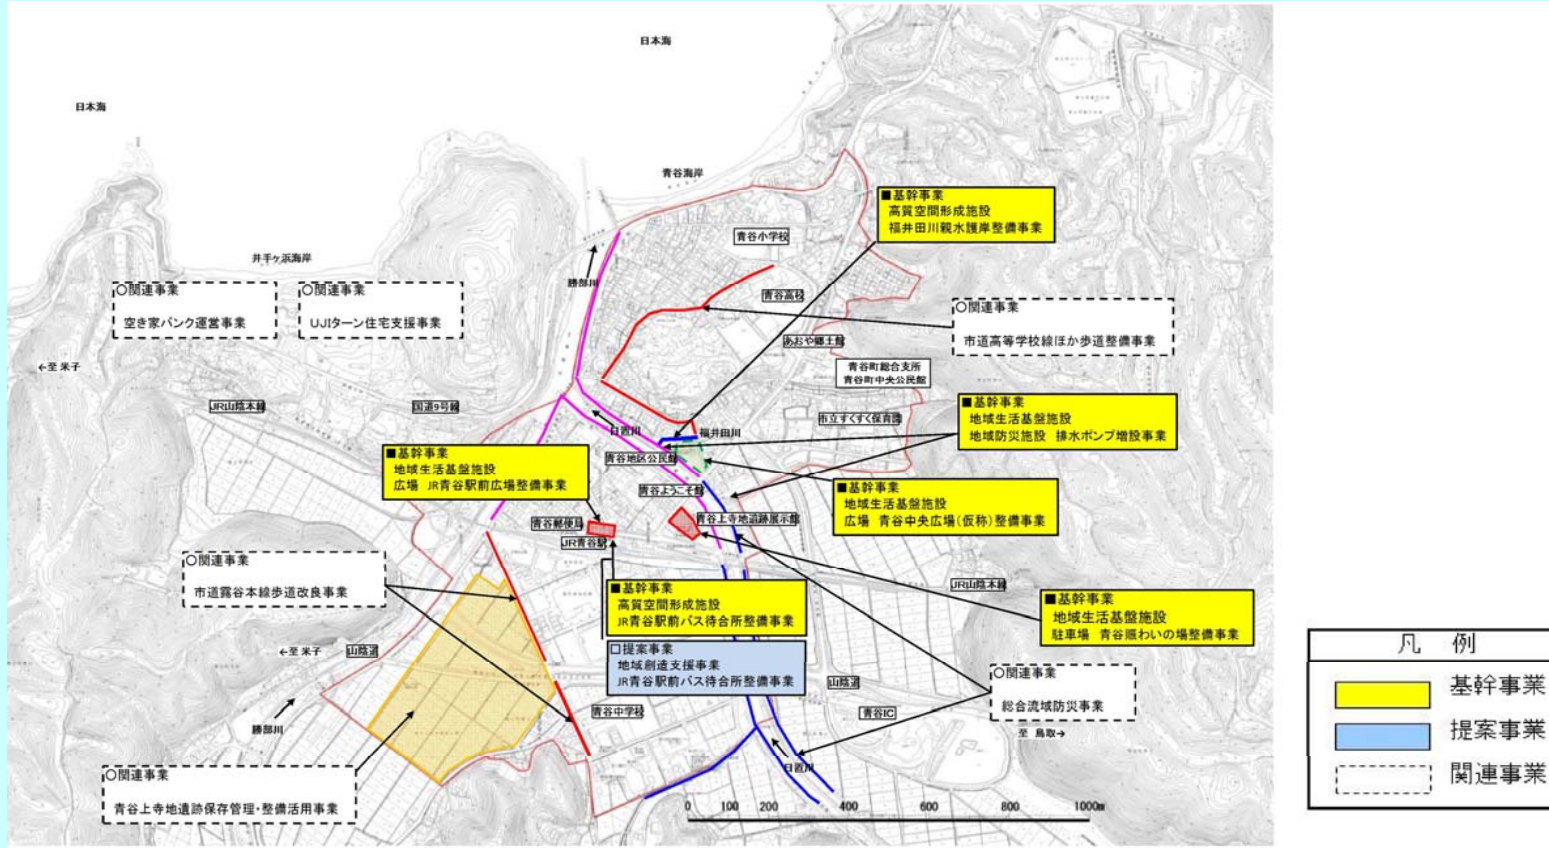 日本海
日本海
青谷海岸
■基幹事業
高質空間形成施設
福井田川親水護岸整備事業
青谷小学校
井手ヶ浜海岸
勝部川
○関連事業
空き家バンク運営事業
○関連事業
UJIターン住宅支援事業
青谷高校
○関連事業
市道高等学校線ほか歩道整備事業
あおや郷土館
←至 米子
青谷町総合支所
青谷町中央公民館
JR山陰本線
国道9号線
■基幹事業
地域生活基盤施設
地域防災施設 排水ポンプ増設事業
市立すくすく保育園
日置川
福井田川
■基幹事業
地域生活基盤施設
広場 JR青谷駅前広場整備事業
青谷地区公民館
青谷ようこそ館
■基幹事業
地域生活基盤施設
広場 青谷中央広場(仮称)整備事業
青谷郵便局
青谷上寺地遺跡展示館
JR青谷駅
○関連事業
市道露谷本線歩道改良事業
JR山陰本線
■基幹事業
高質空間形成施設
JR青谷駅前バス待合所整備事業
■基幹事業
地域生活基盤施設
駐車場 青谷賑わいの場整備事業
□提案事業
地域創造支援事業
JR青谷駅前バス待合所整備事業
←至 米子
山陰道
山陰道
○関連事業
総合流域防災事業
青谷中学校
青谷IC
至 鳥取→
勝部川
日置川
○関連事業
青谷上寺地遺跡保存管理・整備活用事業
0 100 200 400 600 800 1000m
凡 例
基幹事業
提案事業
関連事業